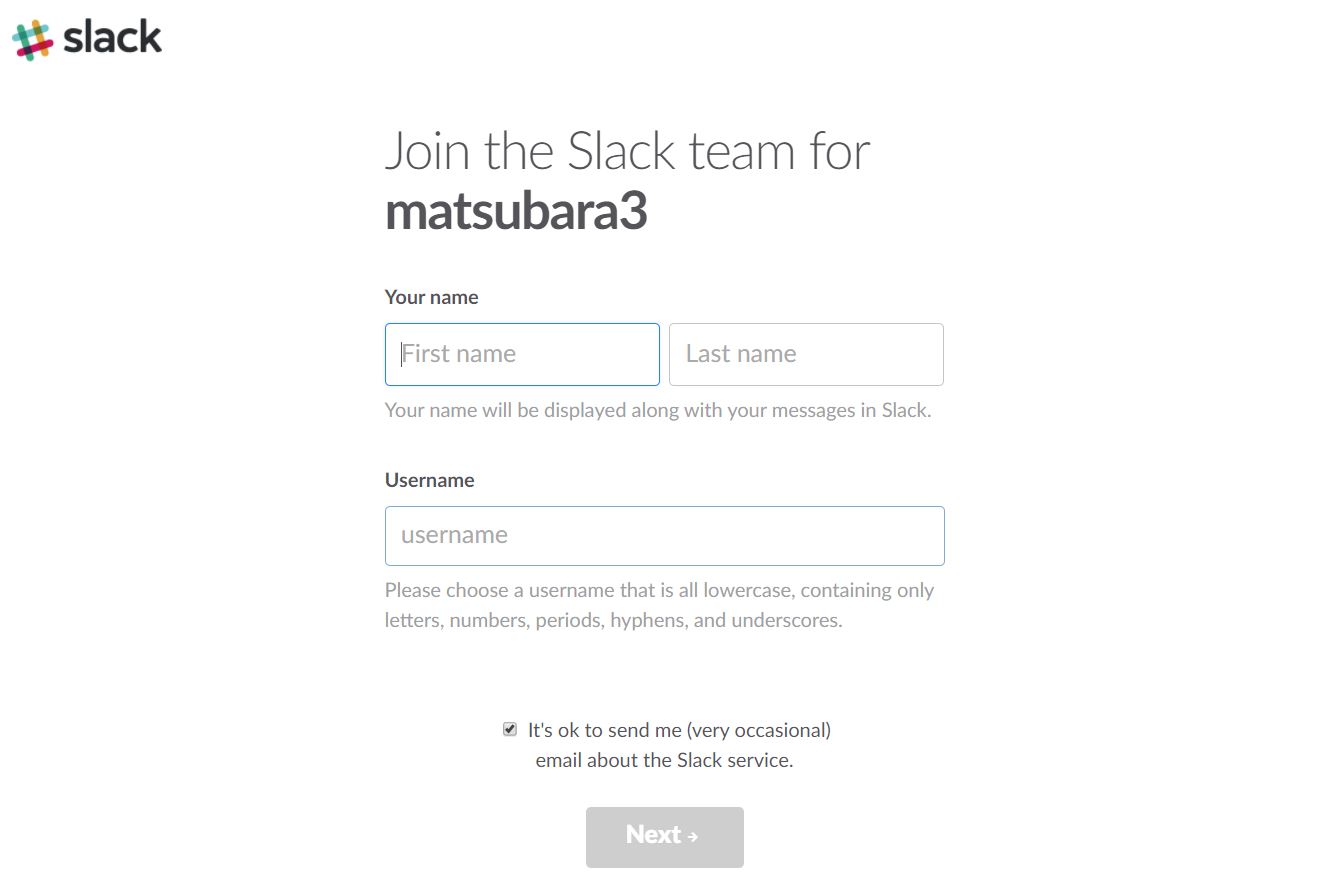 slack
Join the Slack team for
matsubara3
Your name
First name Last name
Your name will be displayed along with your messages in Slack.
Username
username
Please choose a username that is all lowercase, containing only
letters, numbers, periods, hyphens, and underscores.
It's ok to send me (very occasional)
email about the Slack service.
Next →